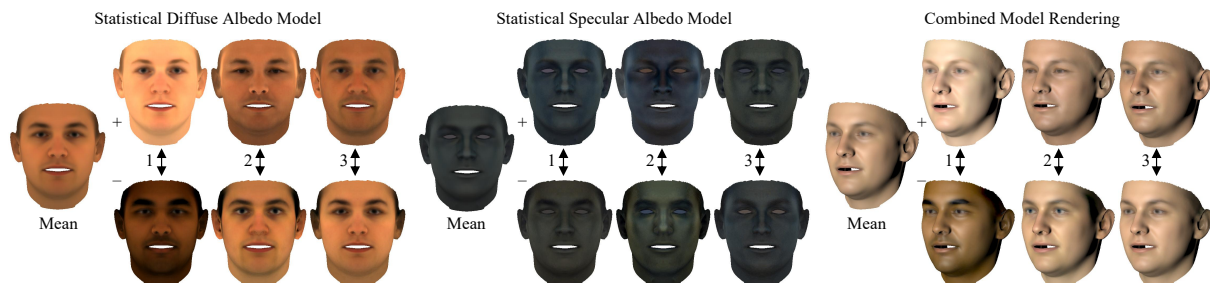 Statistical Diffuse Albedo Model
Statistical Specular Albedo Model
Combined Model Rendering
+
1
2
3
−
Mean
+
1
2
3
−
Mean
+
1
2
3
−
Mean